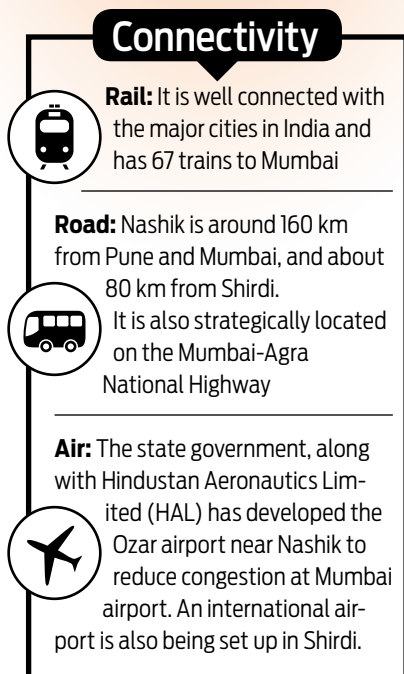 Connectivity
Rail: It is well connected with
the major cities in India and
has 67 trains to Mumbai
Road: Nashik is around 160 km
from Pune and Mumbai, and about
80 km from Shirdi.
It is also strategically located
on the Mumbai-Agra
National Highway
Air: The state government, along
with Hindustan Aeronautics Lim-
ited (HAL) has developed the
Ozar airport near Nashik to
reduce congestion at Mumbai
airport. An international air-
port is also being set up in Shirdi.